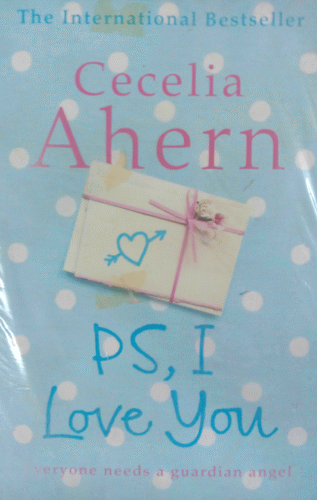 The International Bestseller
Cecelia
Ahern
PS, I
Love You
veryone needs a guardian angel